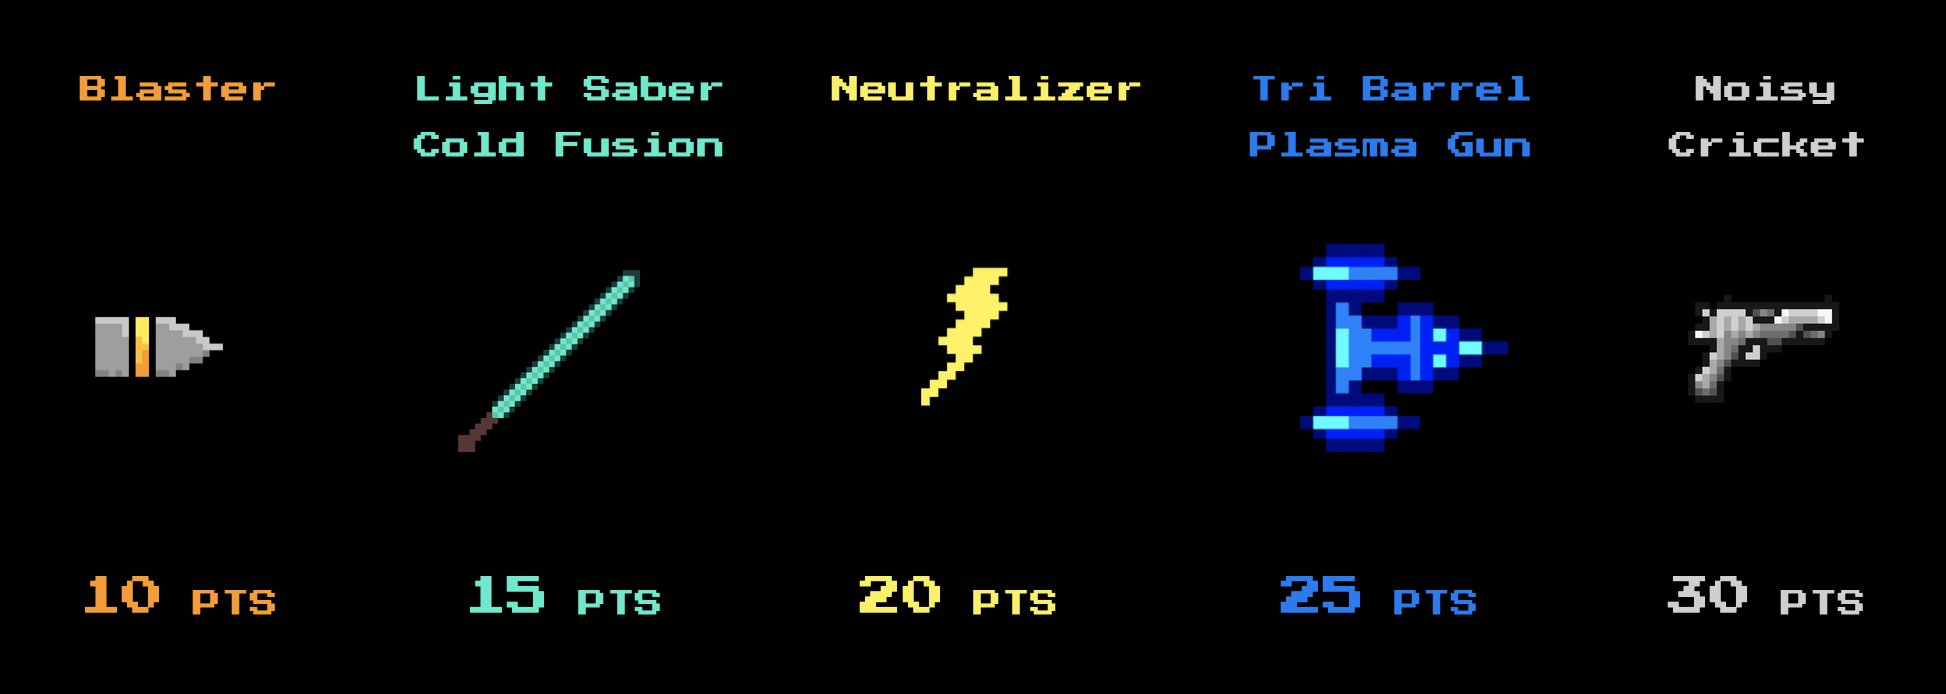 Blaster
Light Saber
Cold Fusion
Neutralizer
Tri Barrel
Plasma Gun
Noisy
Cricket
10 PTS
15 PTS
20 PTS
25 PTS
30 PTS